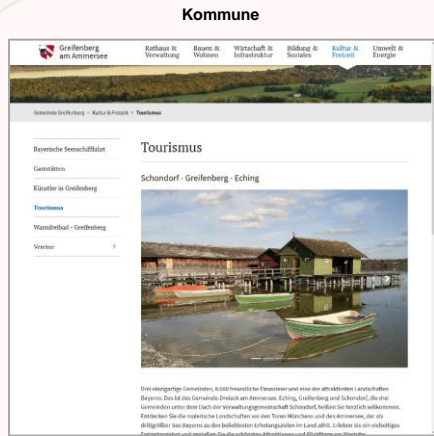 Kommune
Greifenberg
am Ammersee
Rathaus &
Verwaltung
Bauen &
Wohnen
Wirtschaft &
Infrastruktur
Bildung &
Soziales
Kultur &
Freizeit
Umwelt &
Energie
Gemeinde Greifenberg > Kultur & Freizeit > Tourismus
Bayerische Seenschifffahrt
Gaststätten
Künstler in Greifenberg
Tourismus
Warmfreibad - Greifenberg
Vereine >
Tourismus
Schondorf - Greifenberg - Eching
Drei einzigartige Gemeinden, 8.000 freundliche Einwohner und eine der attraktivsten Landschaften
Bayerns. Das ist das Gemeinde-Dreieck am Ammersee. Eching, Greifenberg und Schondorf, die drei
Gemeinden unter dem Dach der Verwaltungsgemeinschaft Schondorf, heißen Sie herzlich willkommen.
Entdecken Sie die malerische Landschaften vor den Toren Münchens und den Ammersee, der als
drittgrößter See Bayerns zu den beliebtesten Erholungszielen im Land zählt. Erleben Sie ein vielseitiges